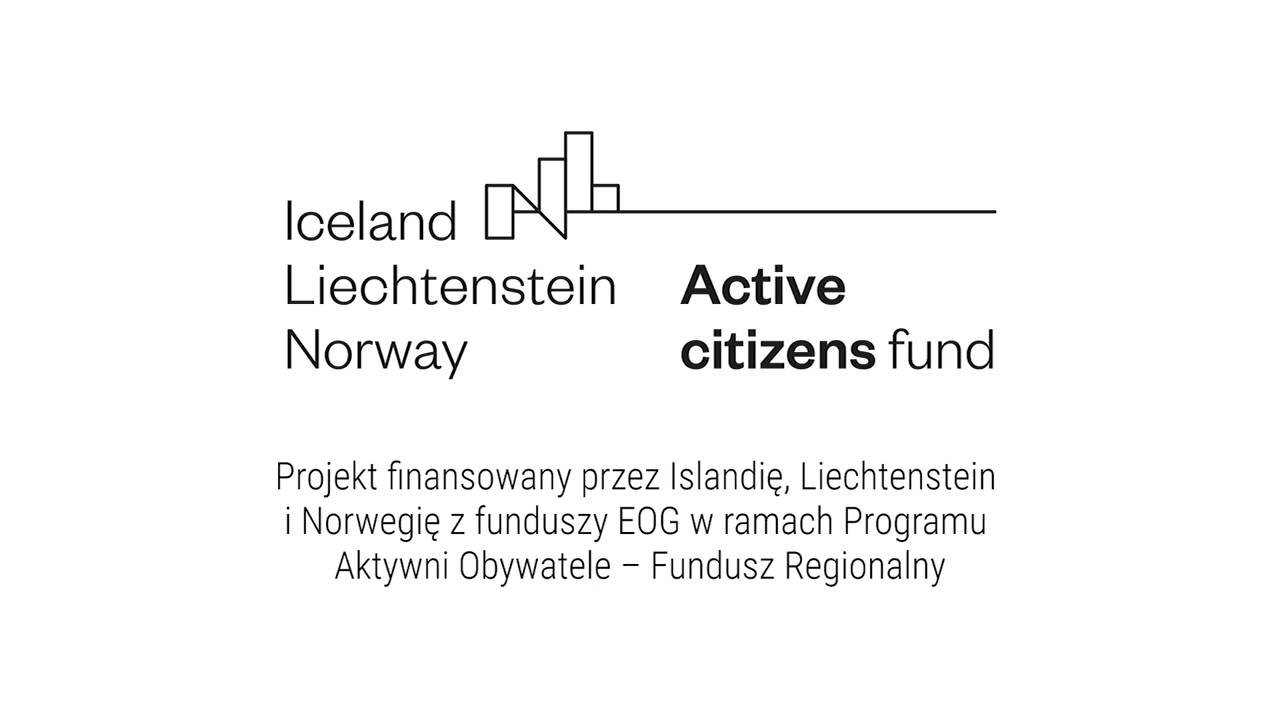 Iceland
Liechtenstein
Norway
Active
citizens fund
Projekt finansowany przez Islandię, Liechtenstein
i Norwegię z funduszy EOG w ramach Programu
Aktywni Obywatele – Fundusz Regionalny